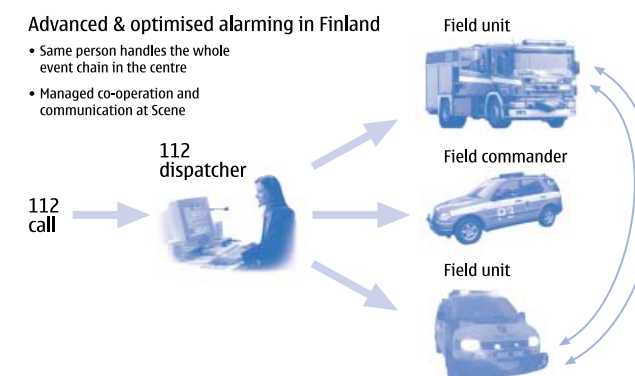 Advanced & optimised alarming in Finland
• Same person handles the whole
event chain in the centre
• Managed co-operation and
communication at Scene
112
call
112
dispatcher
Field unit
Field commander
Field unit